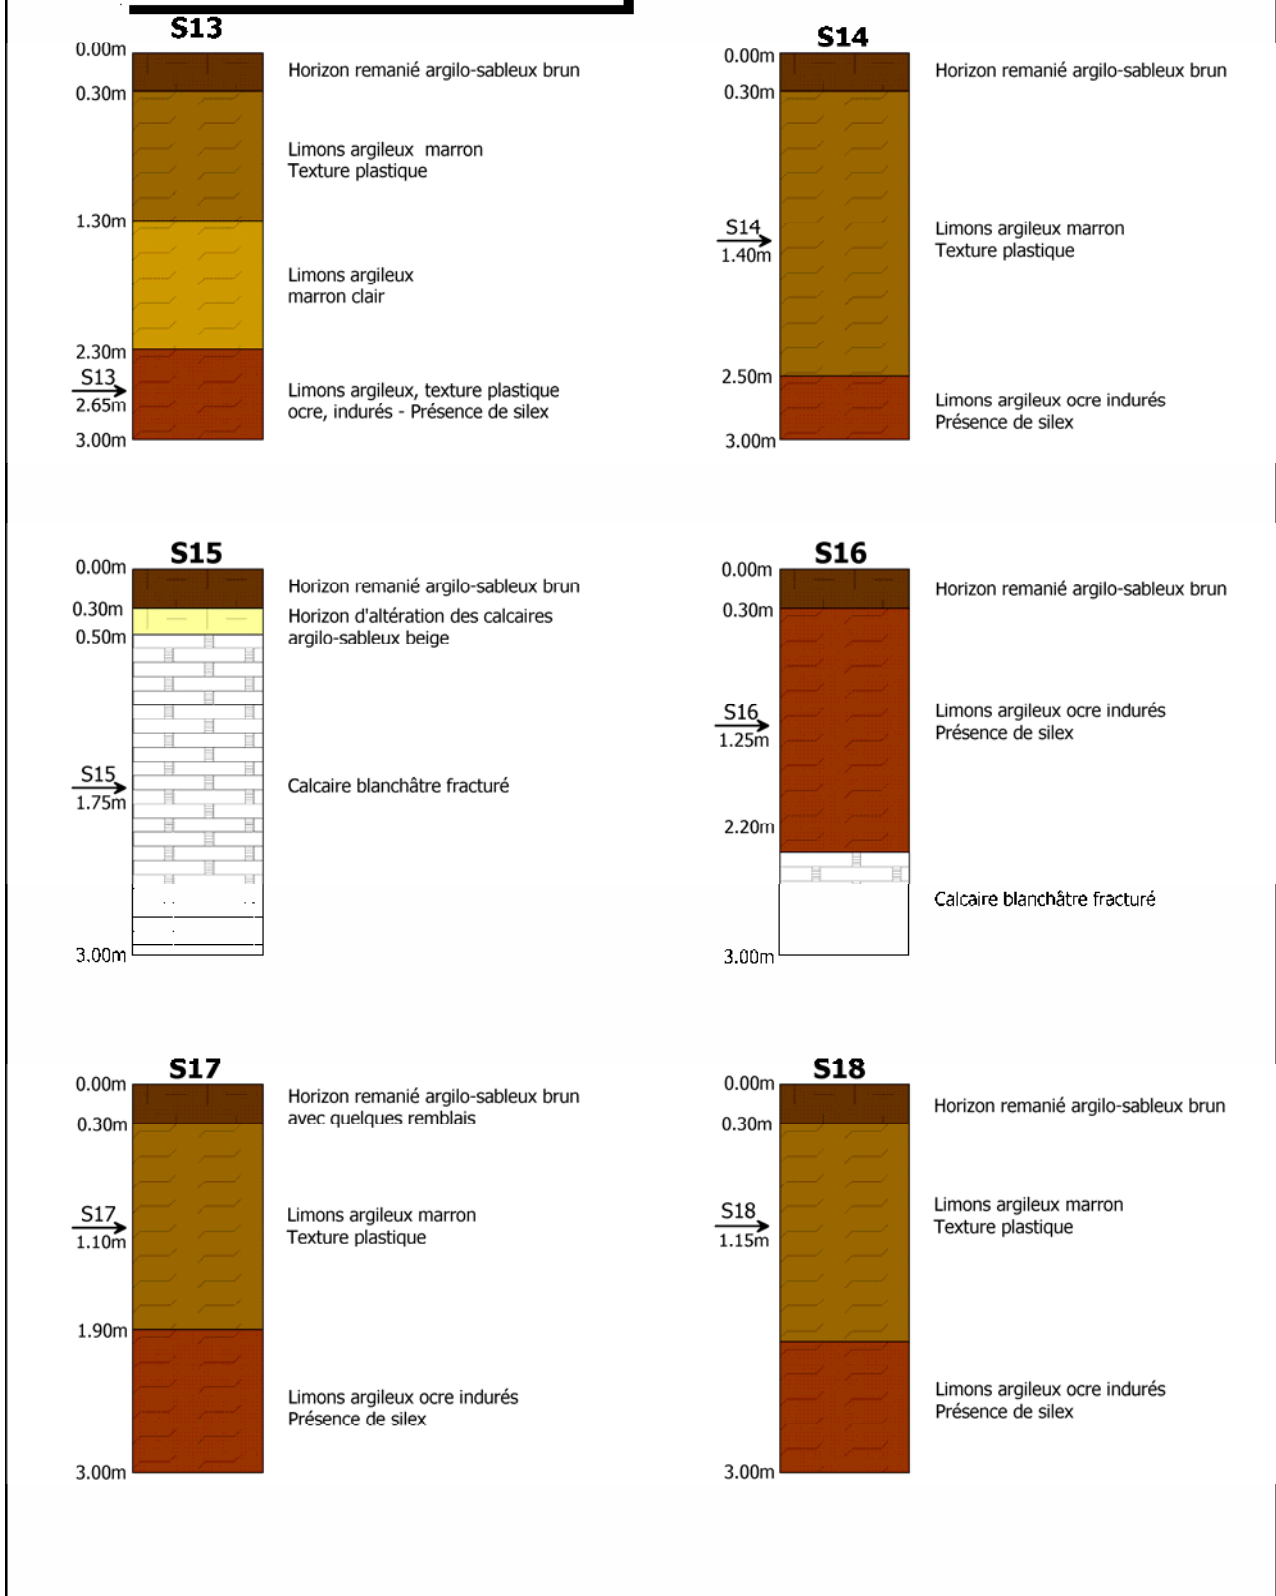 S13
0.00m
Horizon remanié argilo-sableux brun
0.30m
Limons argileux marron
Texture plastique
1.30m
Limons argileux
marron clair
2.30m
S13
2.65m
Limons argileux, texture plastique
ocre, indurés - Présence de silex
3.00m
S14
0.00m
Horizon remanié argilo-sableux brun
0.30m
S14
1.40m
Limons argileux marron
Texture plastique
2.50m
Limons argileux ocre indurés
Présence de silex
3.00m
S15
0.00m
Horizon remanié argilo-sableux brun
0.30m
Horizon d'altération des calcaires
argilo-sableux beige
0.50m
S15
1.75m
Calcaire blanchâtre fracturé
3.00m
S16
0.00m
Horizon remanié argilo-sableux brun
0.30m
S16
1.25m
Limons argileux ocre indurés
Présence de silex
2.20m
Calcaire blanchâtre fracturé
3.00m
S17
0.00m
Horizon remanié argilo-sableux brun
avec quelques remblais
0.30m
S17
1.10m
Limons argileux marron
Texture plastique
1.90m
Limons argileux ocre indurés
Présence de silex
3.00m
S18
0.00m
Horizon remanié argilo-sableux brun
0.30m
S18
1.15m
Limons argileux marron
Texture plastique
Limons argileux ocre indurés
Présence de silex
3.00m